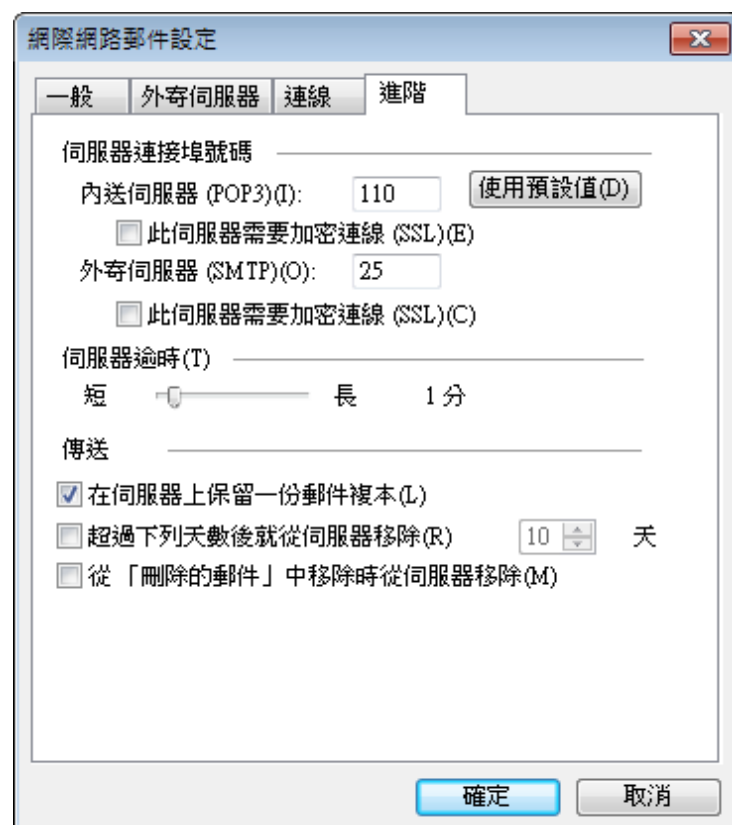 網際網路郵件設定
一般 外寄伺服器 連線 進階
伺服器連接埠號碼
內送伺服器 (POP3)(I): 110 使用預設值(D)
此伺服器需要加密連線 (SSL)(E)
外寄伺服器 (SMTP)(O): 25
此伺服器需要加密連線 (SSL)(C)
伺服器逾時(T)
短 長 1 分
傳送
在伺服器上保留一份郵件複本(L)
超過下列天數後就從伺服器移除(R) 10 天
從「刪除的郵件」中移除時從伺服器移除(M)
確定 取消